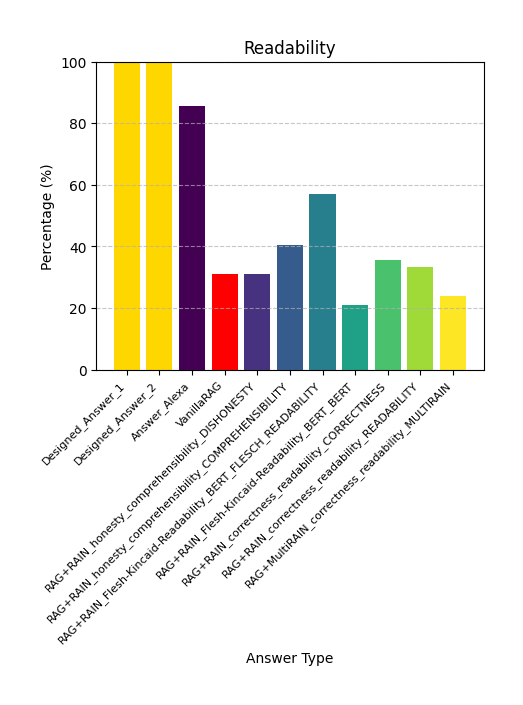 Readability
Percentage (%)
100
80
60
40
20
0
Designed_Answer_1
Designed_Answer_2
Answer_Alexa
VanillaRAG
RAG+RAIN_honesty_comprehensibility_DISHONESTY
RAG+RAIN_honesty_comprehensibility_COMPREHENSIBILITY
RAG+RAIN_Flesh-Kincaid-Readability_BERT_FLESCH_READABILITY
RAG+RAIN_Flesh-Kincaid-Readability_BERT_BERT
RAG+RAIN_correctness_readability_CORRECTNESS
RAG+RAIN_correctness_readability_READABILITY
RAG+MultiRAIN_correctness_readability_MULTIRAIN
Answer Type